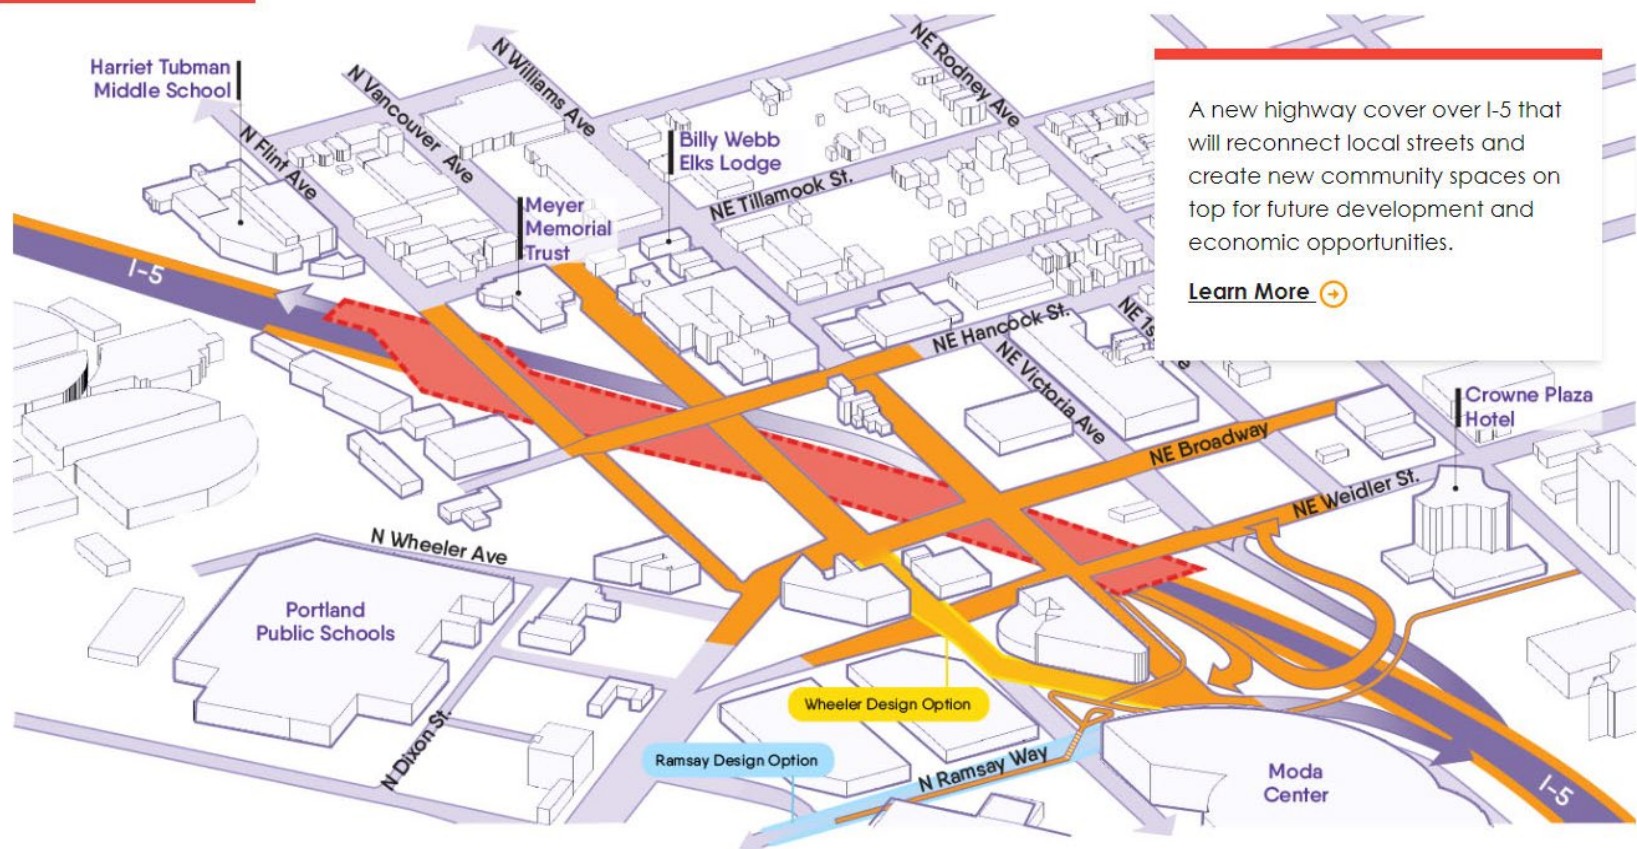 Harriet Tubman
Middle School
N Flint Ave
N Vancouver Ave
N Williams Ave
NE Rodney Ave
Billy Webb
Elks Lodge
NE Tillamook St.
Meyer
Memorial
Trust
I-5
A new highway cover over I-5 that
will reconnect local streets and
create new community spaces on
top for future development and
economic opportunities.
Learn More
NE Hancock St.
NE Victoria Ave
Crowne Plaza
Hotel
NE Broadway
NE Weidler St.
N Wheeler Ave
Portland
Public Schools
N Dixon St.
Wheeler Design Option
Ramsay Design Option
N Ramsay Way
Moda
Center
I-5